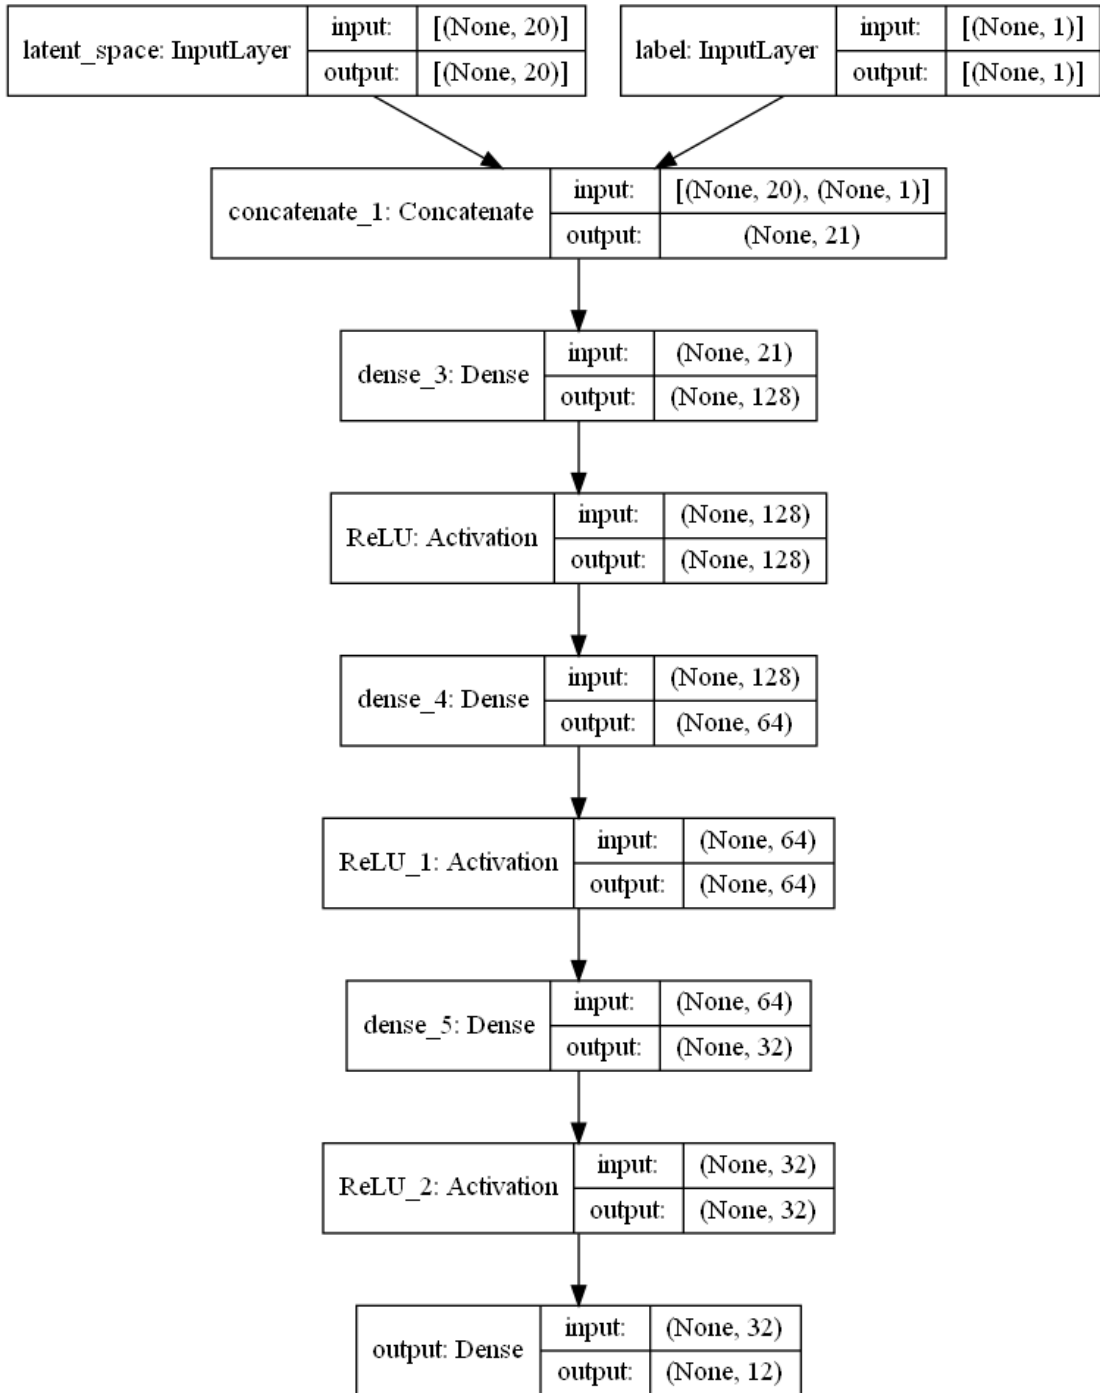 latent_space: InputLayer input: [(None, 20)]
output: [(None, 20)]
label: InputLayer input: [(None, 1)]
output: [(None, 1)]
concatenate_1: Concatenate input: [(None, 20), (None, 1)]
output: (None, 21)
dense_3: Dense input: (None, 21)
output: (None, 128)
ReLU: Activation input: (None, 128)
output: (None, 128)
dense_4: Dense input: (None, 128)
output: (None, 64)
ReLU_1: Activation input: (None, 64)
output: (None, 64)
dense_5: Dense input: (None, 64)
output: (None, 32)
ReLU_2: Activation input: (None, 32)
output: (None, 32)
output: Dense input: (None, 32)
output: (None, 12)